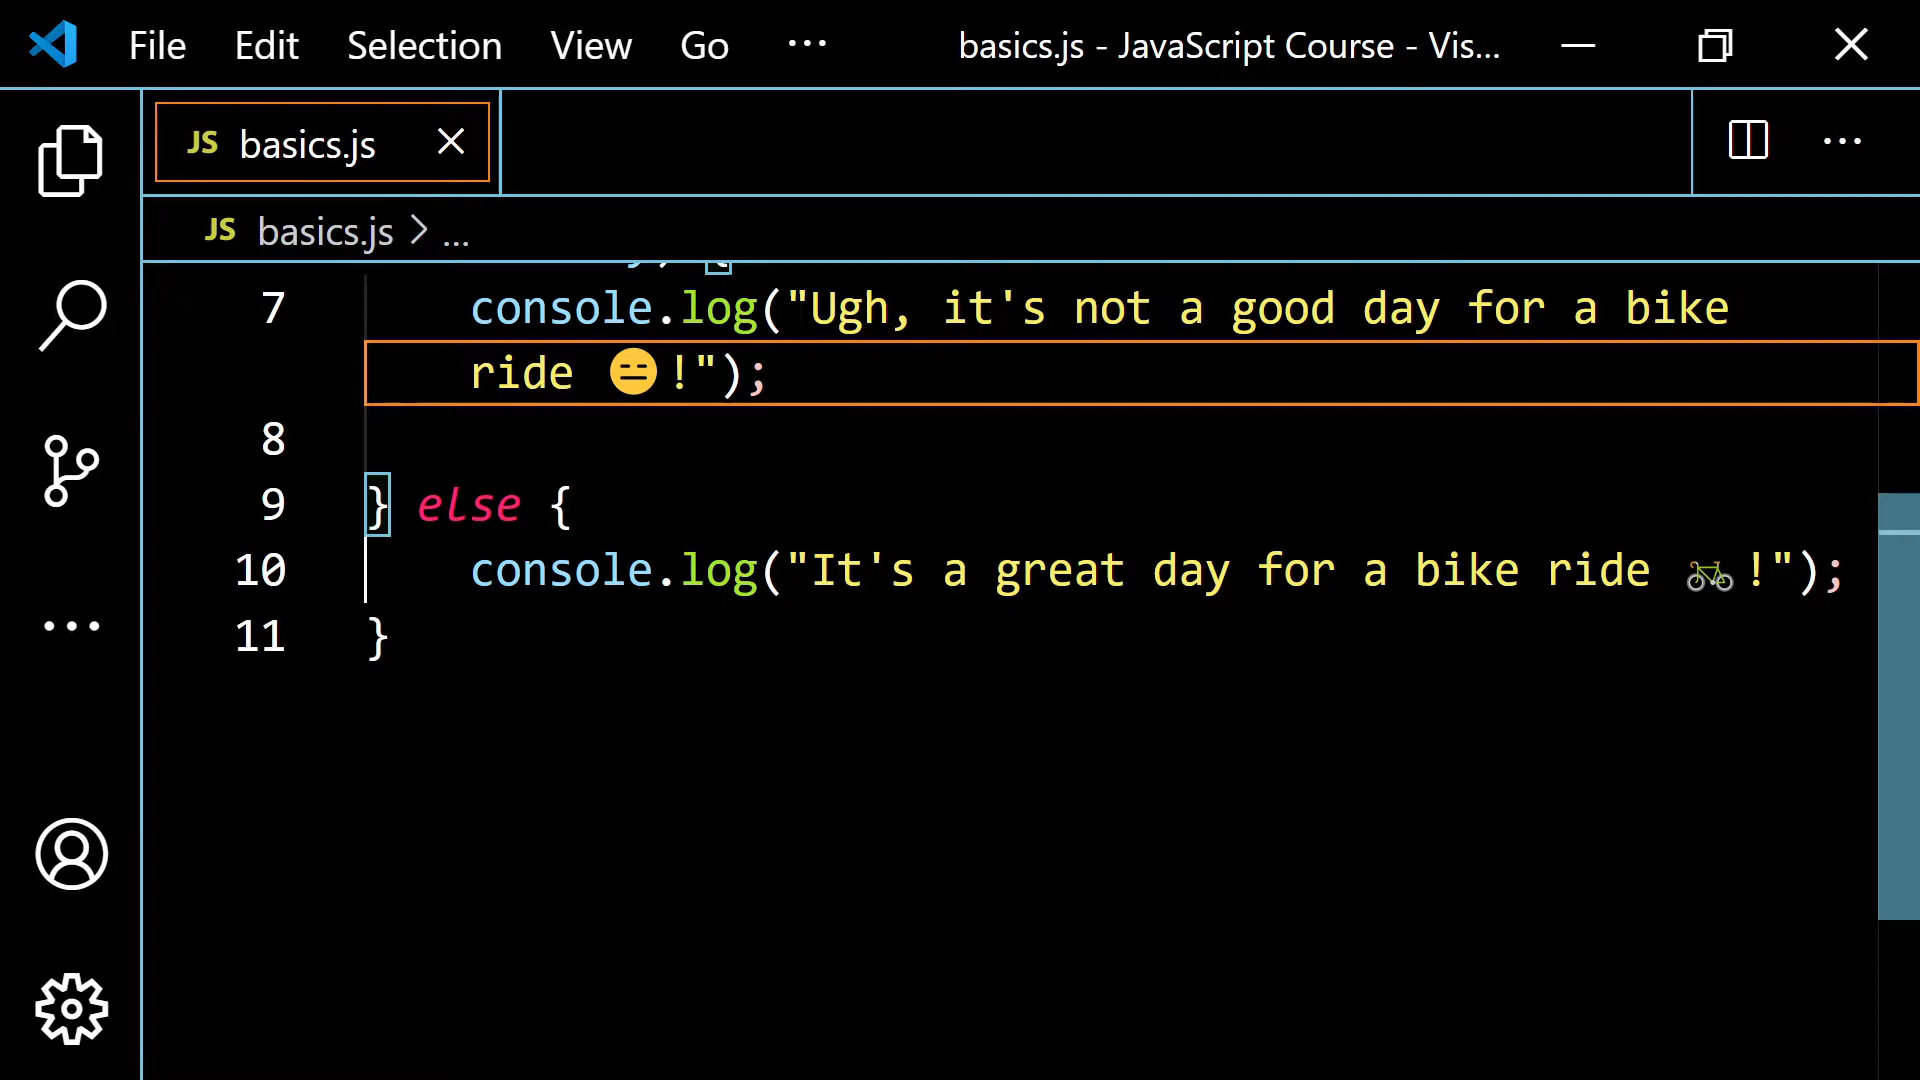 File Edit Selection View Go ··· basics.js - JavaScript Course - Vis...
JS basics.js
JS basics.js > ...
7 console.log("Ugh, it's not a good day for a bike
ride 😑!");
8
9 } else {
10 console.log("It's a great day for a bike ride 🚲!");
11 }